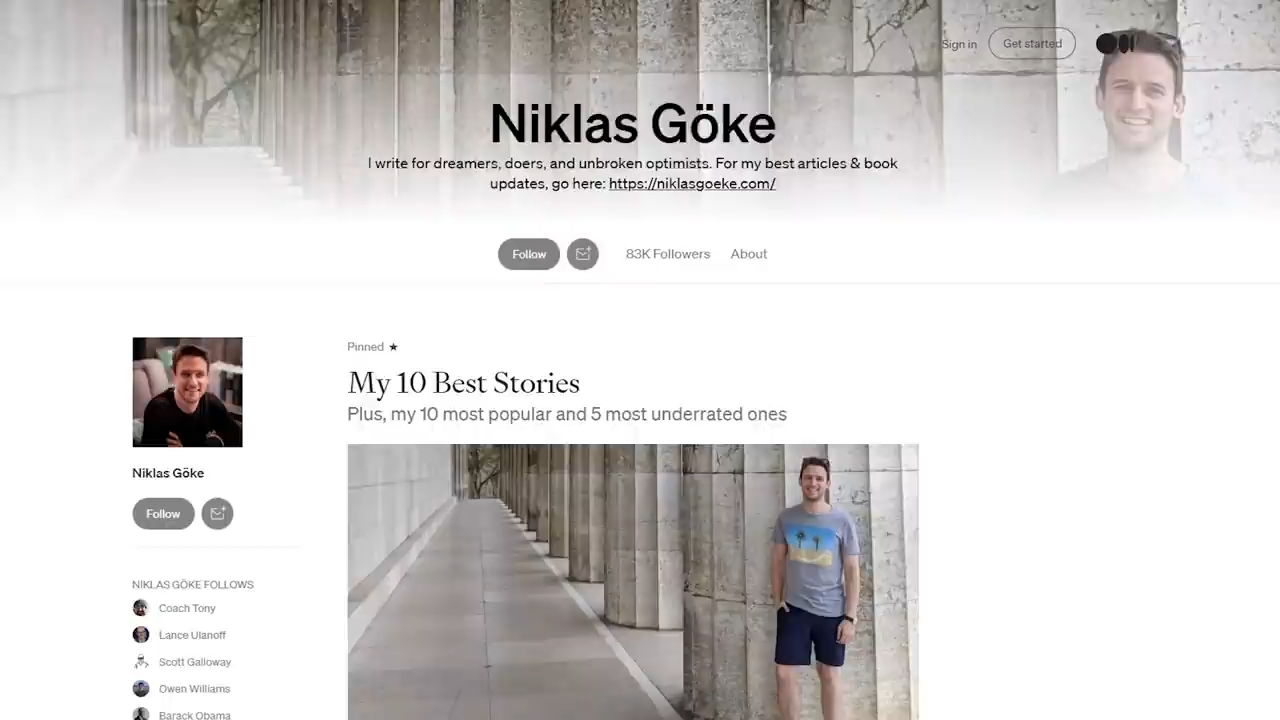 Sign in
Get started
Niklas Göke
I write for dreamers, doers, and unbroken optimists. For my best articles & book
updates, go here: https://niklasgoeke.com/
Follow
83K Followers
About
Pinned ★
My 10 Best Stories
Plus, my 10 most popular and 5 most underrated ones
Niklas Göke
Follow
NIKLAS GÖKE FOLLOWS
Coach Tony
Lance Ulanoff
Scott Galloway
Owen Williams
Barack Obama